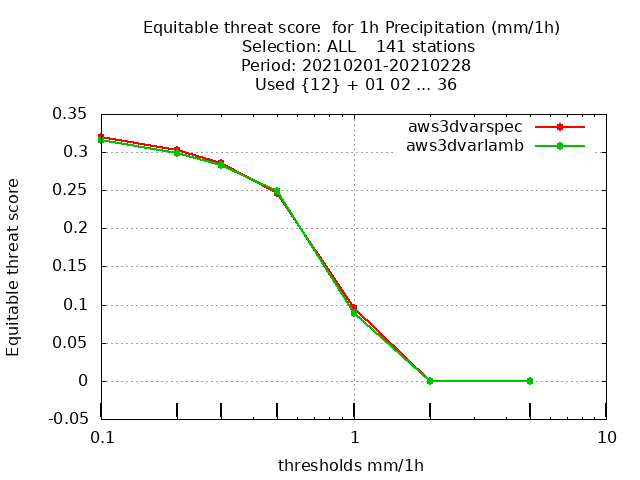 Equitable threat score  for 1h Precipitation (mm/1h)
Selection: ALL    141 stations
Period: 20210201-20210228
Used {12} + 01 02 ... 36
aws3dvarspec
aws3dvarlamb
0.35
0.3
0.25
0.2
0.15
0.1
0.05
0
-0.05
Equitable threat score
0.1 1 10
thresholds mm/1h